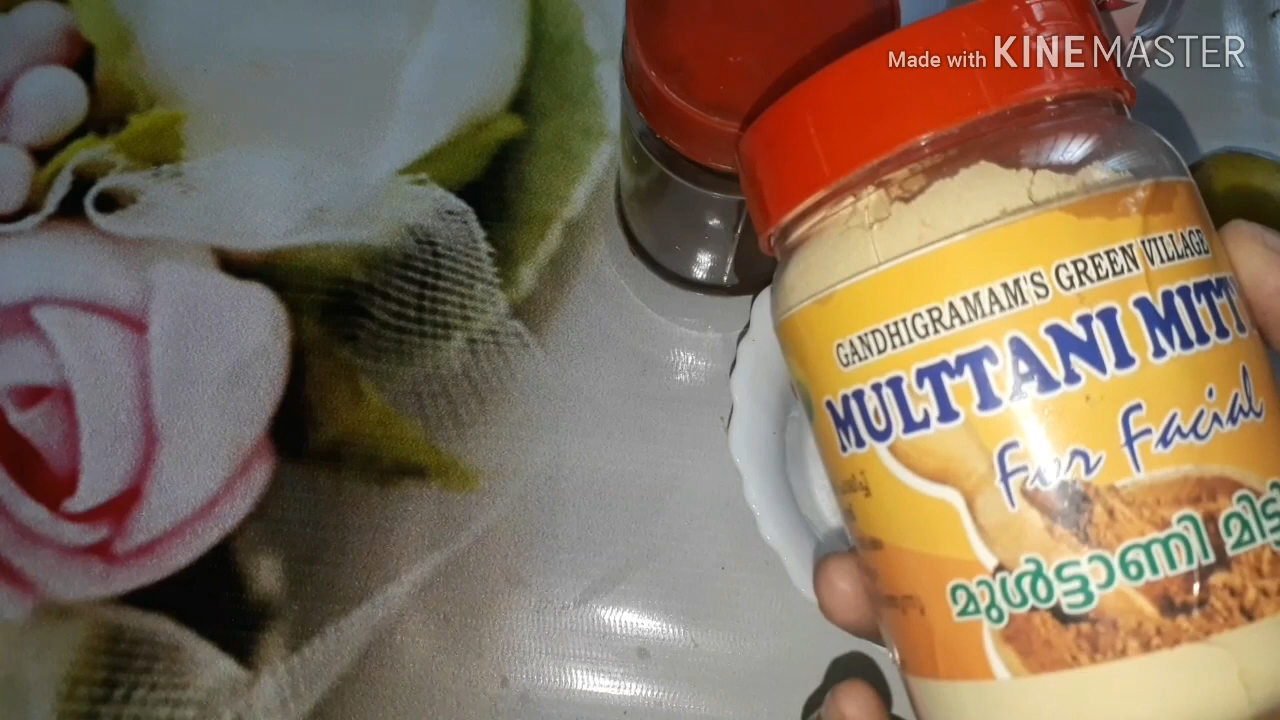 Made with KINEMASTER
GANDHIGRAMAM'S GREEN VILLAGE
MULTTANI MITT
for Facial
മുൾട്ടാണി മിട്ടി